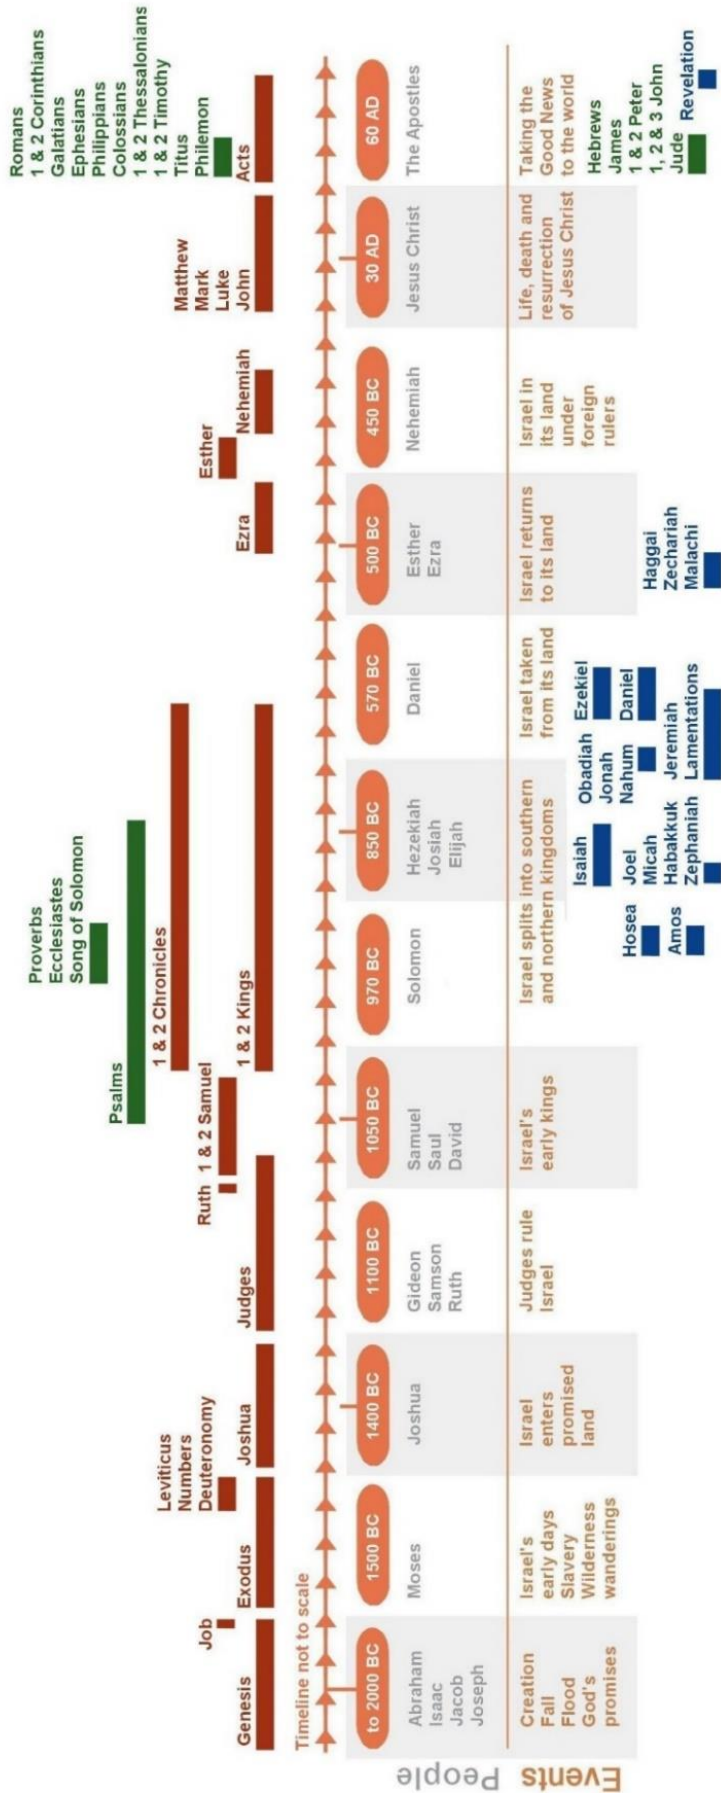 Proverbs
Ecclesiastes
Song of Solomon
Psalms
1 & 2 Chronicles
Romans
1 & 2 Corinthians
Galatians
Ephesians
Philippians
Colossians
1 & 2 Thessalonians
1 & 2 Timothy
Titus
Philemon
Leviticus
Numbers
Deuteronomy
Matthew
Mark
Luke
John
Job
Ruth
1 & 2 Samuel
Esther
Genesis
Exodus
Joshua
Judges
1 & 2 Kings
Ezra
Nehemiah
Acts
Timeline not to scale
to 2000 BC
1500 BC
1400 BC
1100 BC
1050 BC
970 BC
850 BC
570 BC
500 BC
450 BC
30 AD
60 AD
People
Abraham
Isaac
Jacob
Joseph
Moses
Joshua
Gideon
Samson
Ruth
Samuel
Saul
David
Solomon
Hezekiah
Josiah
Elijah
Daniel
Esther
Ezra
Nehemiah
Jesus Christ
The Apostles
Events
Creation
Fall
Flood
God's
promises
Israel's
early days
Slavery
Wilderness
wanderings
Israel
enters
promised
land
Judges rule
Israel
Israel's
early kings
Israel splits into southern
and northern kingdoms
Israel taken
from its land
Israel returns
to its land
Israel in
its land
under
foreign
rulers
Life, death and
resurrection
of Jesus Christ
Taking the
Good News
to the world
Hosea
Amos
Isaiah
Joel
Micah
Habakkuk
Zephaniah
Obadiah
Jonah
Nahum
Ezekiel
Daniel
Jeremiah
Lamentations
Haggai
Zechariah
Malachi
Hebrews
James
1 & 2 Peter
1, 2 & 3 John
Jude
Revelation